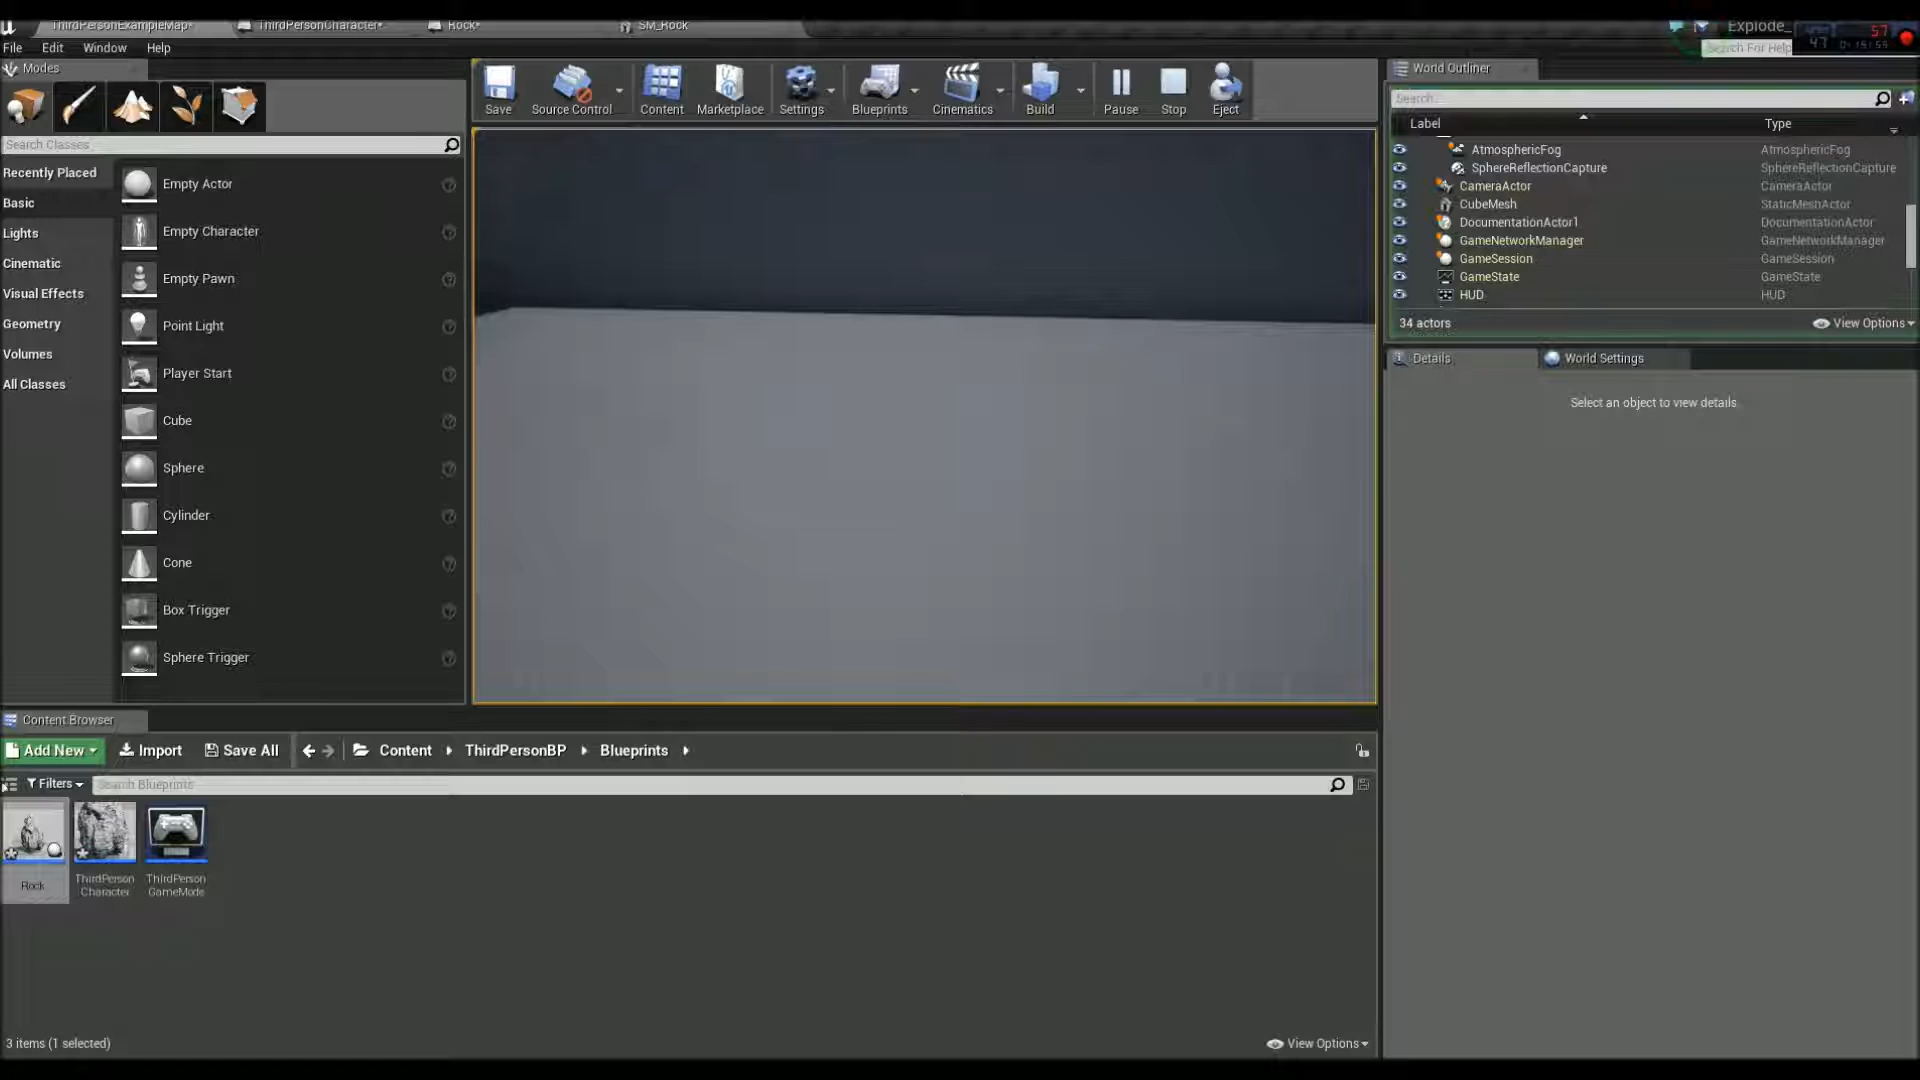 ThirdPersonExampleMap*
ThirdPersonCharacter*
Rock*
SM_Rock
Explode_
File Edit Window Help
Search For Help
47
57
Modes
World Outliner
Save
Source Control
Content
Marketplace
Settings
Blueprints
Cinematics
Build
Pause
Stop
Eject
Search...
Label Type
Search Classes
Recently Placed
Basic
Lights
Cinematic
Visual Effects
Geometry
Volumes
All Classes
Empty Actor
Empty Character
Empty Pawn
Point Light
Player Start
Cube
Sphere
Cylinder
Cone
Box Trigger
Sphere Trigger
AtmosphericFog AtmosphericFog
SphereReflectionCapture SphereReflectionCapture
CameraActor CameraActor
CubeMesh StaticMeshActor
DocumentationActor1 DocumentationActor
GameNetworkManager GameNetworkManager
GameSession GameSession
GameState GameState
HUD HUD
34 actors
View Options
Details
World Settings
Select an object to view details
Content Browser
Add New Import Save All Content ThirdPersonBP Blueprints
Filters
Search Blueprints
Rock
ThirdPerson
Character
ThirdPerson
GameMode
3 items (1 selected)
View Options